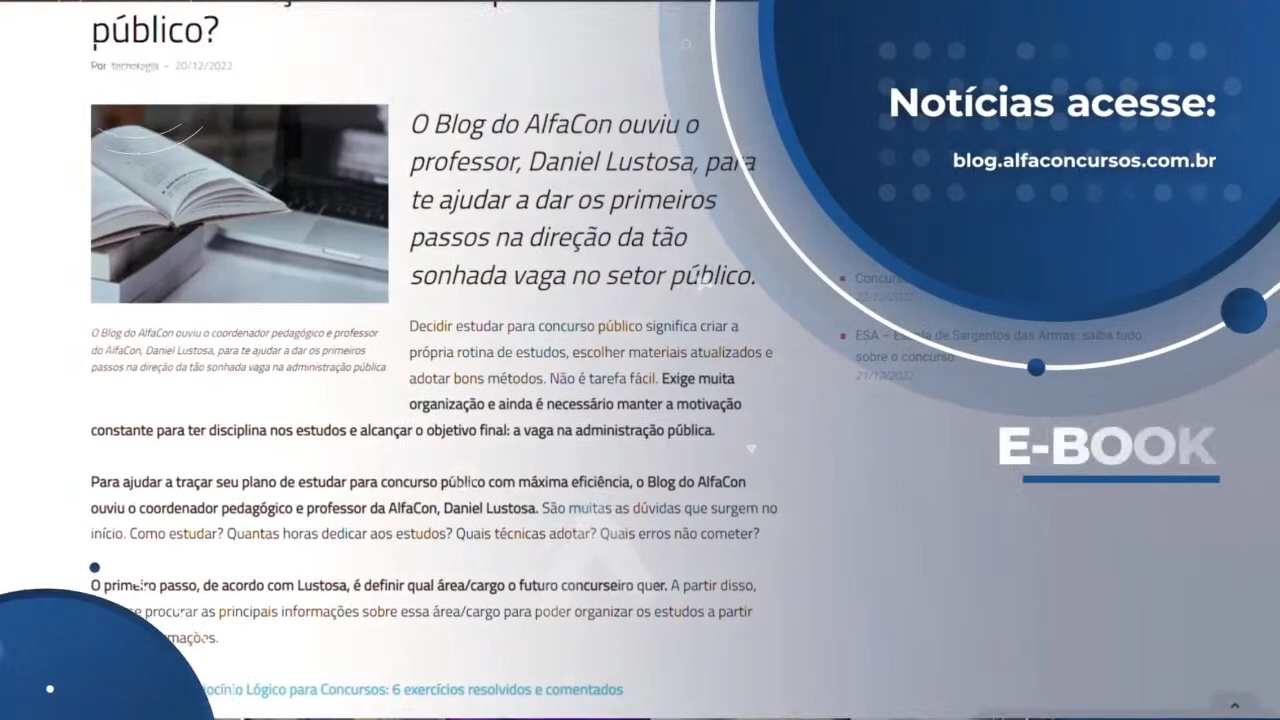 público?
Por tecnologia - 20/12/2022
O Blog do AlfaCon ouviu o
professor, Daniel Lustosa, para
te ajudar a dar os primeiros
passos na direção da tão
sonhada vaga no setor público.
O Blog do AlfaCon ouviu o coordenador pedagógico e professor
do AlfaCon, Daniel Lustosa, para te ajudar a dar os primeiros
passos na direção da tão sonhada vaga na administração pública
Decidir estudar para concurso público significa criar a
própria rotina de estudos, escolher materiais atualizados e
adotar bons métodos. Não é tarefa fácil. Exige muita
organização e ainda é necessário manter a motivação
constante para ter disciplina nos estudos e alcançar o objetivo final: a vaga na administração pública.
Para ajudar a traçar seu plano de estudar para concurso público com máxima eficiência, o Blog do AlfaCon
ouviu o coordenador pedagógico e professor da AlfaCon, Daniel Lustosa. São muitas as dúvidas que surgem no
início. Como estudar? Quantas horas dedicar aos estudos? Quais técnicas adotar? Quais erros não cometer?
O primeiro passo, de acordo com Lustosa, é definir qual área/cargo o futuro concurseiro quer. A partir disso,
procurar as principais informações sobre essa área/cargo para poder organizar os estudos a partir
Lógico para Concursos: 6 exercícios resolvidos e comentados
Notícias acesse:
blog.alfaconcursos.com.br
22/12/2022
ESA – Escola de Sargentos das Armas: saiba tudo
sobre o concurso
21/12/2022
E-BOOK